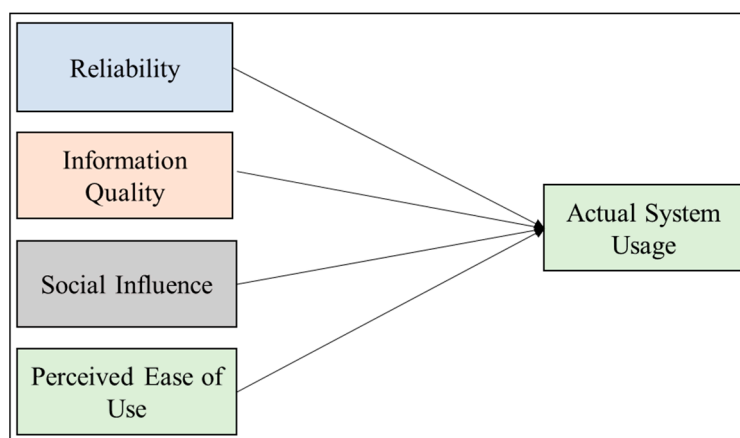 Reliability
Information
Quality
Social Influence
Perceived Ease of
Use
Actual System
Usage